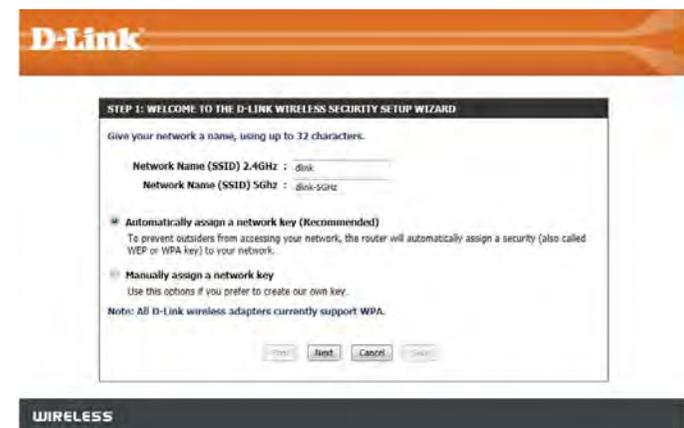 D-Link
STEP 1: WELCOME TO THE D-LINK WIRELESS SECURITY SETUP WIZARD
Give your network a name, using up to 32 characters.
Network Name (SSID) 2.4GHz : dlink
Network Name (SSID) 5Ghz : dlink-5GHz
Automatically assign a network key (Recommended)
To prevent outsiders from accessing your network, the router will automatically assign a security (also called
WEP or WPA key) to your network.
Manually assign a network key
Use this options if you prefer to create our own key.
Note: All D-Link wireless adapters currently support WPA.
Prev Next Cancel Save
WIRELESS